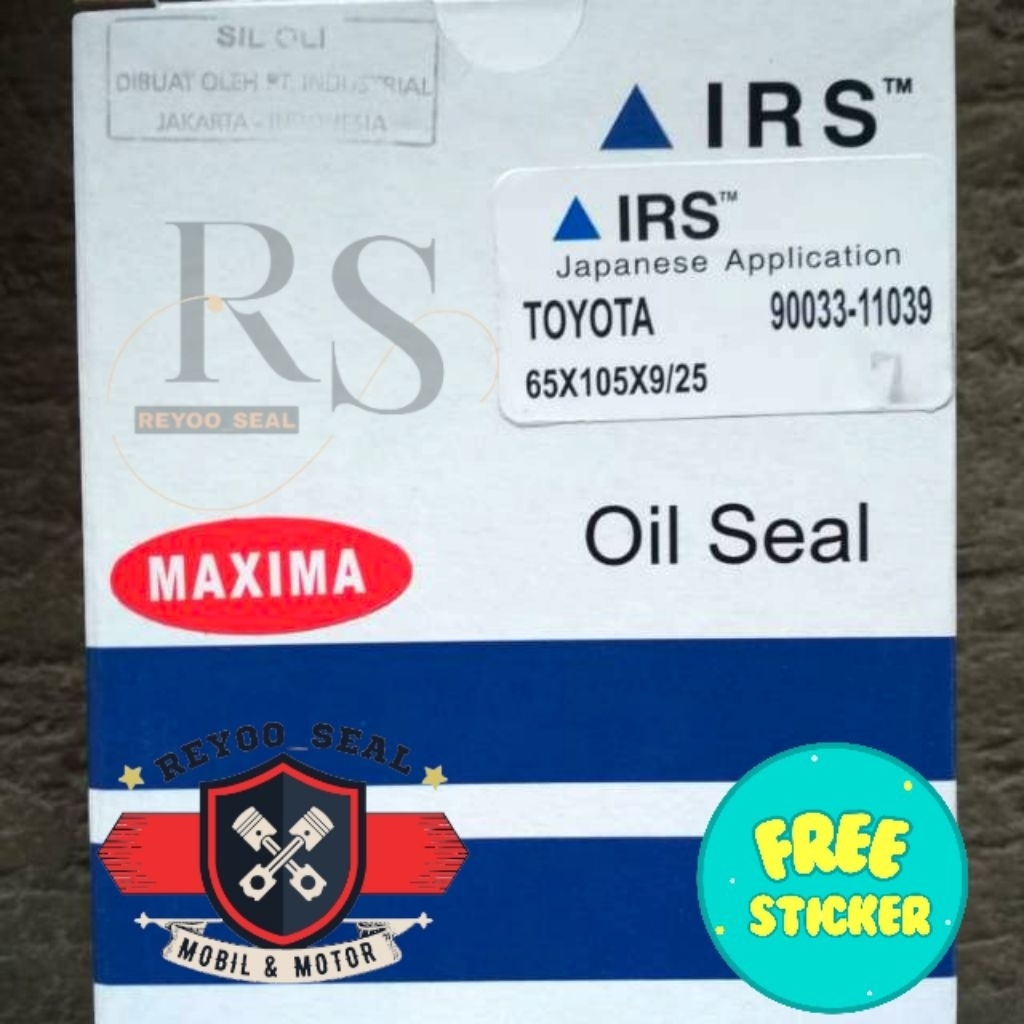 SIL OLI
DIBUAT OLEH PT. INDUSTRIAL
JAKARTA - INDONESIA
IRS™
IRS™
Japanese Application
TOYOTA 90033-11039
65X105X9/25
7
RS
REYOO_SEAL
Oil Seal
MAXIMA
REYOO_SEAL
MOBIL & MOTOR
FREE
STICKER